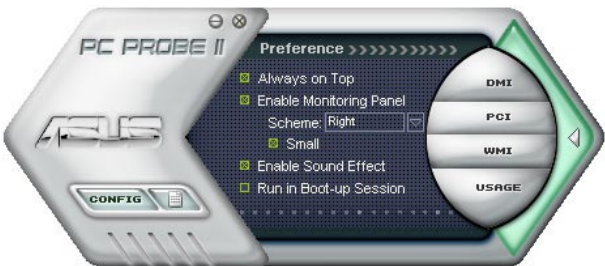 PC PROBE II
Preference >>>>>>>>>>>
Always on Top
Enable Monitoring Panel
Scheme: Right
Small
Enable Sound Effect
Run in Boot-up Session
ASUS
CONFIG
DMI
PCI
WMI
USAGE